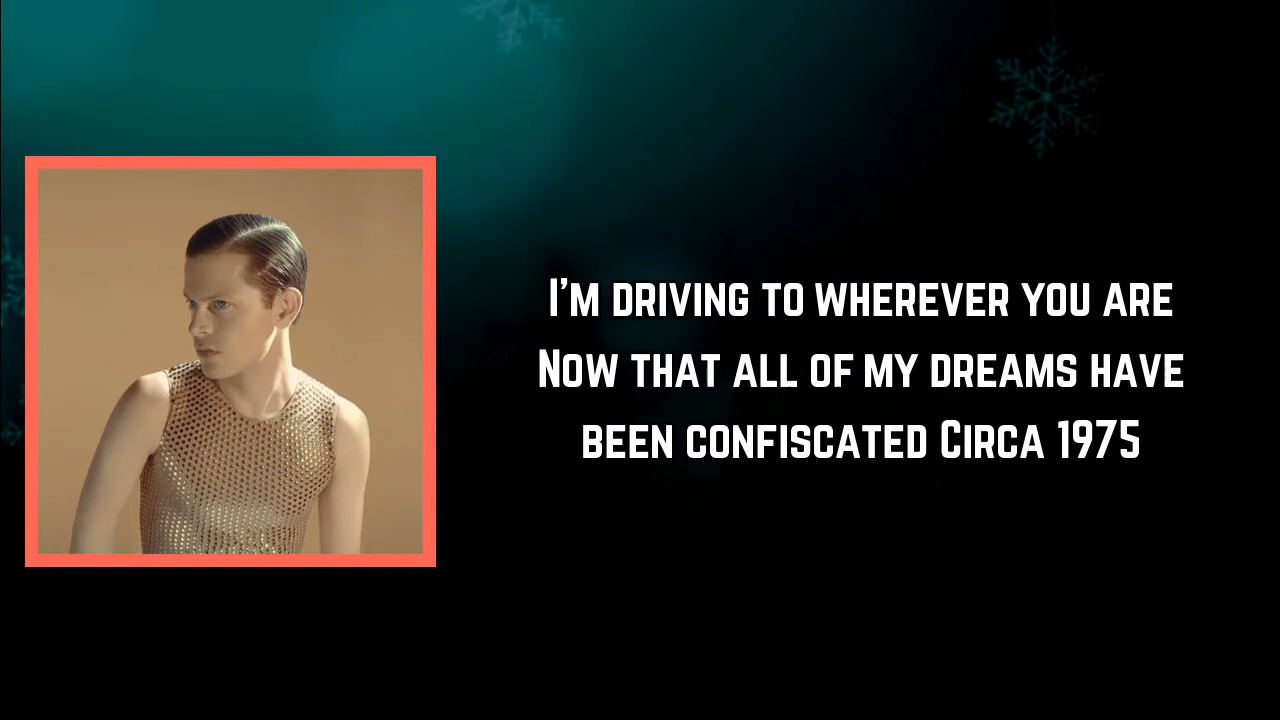 I'm driving to wherever you are
Now that all of my dreams have
been confiscated Circa 1975